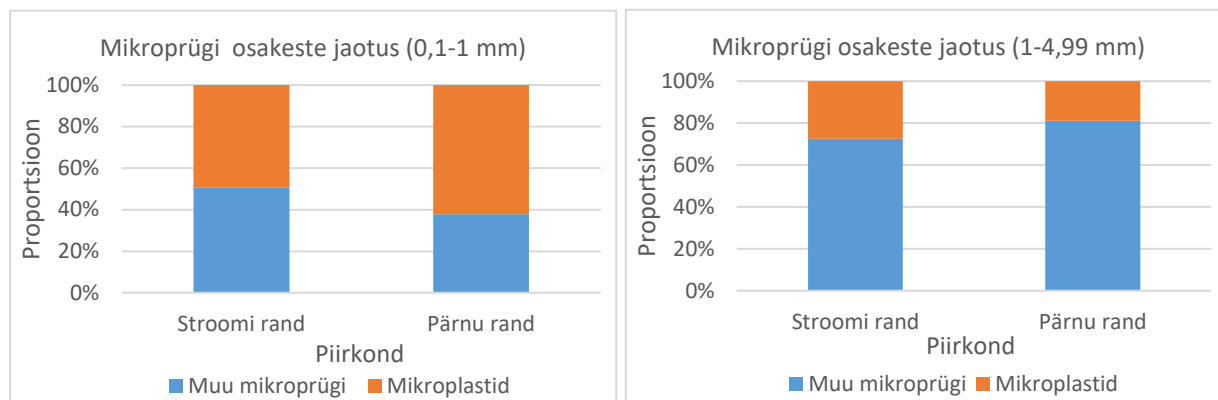 Mikroprügi osakeste jaotus (0,1-1 mm)
100%
80%
60%
40%
20%
0%
Proportsioon
Stroomi rand
Pärnu rand
Piirkond
Muu mikroprügi
Mikroplastid
Mikroprügi osakeste jaotus (1-4,99 mm)
100%
80%
60%
40%
20%
0%
Proportsioon
Stroomi rand
Pärnu rand
Piirkond
Muu mikroprügi
Mikroplastid